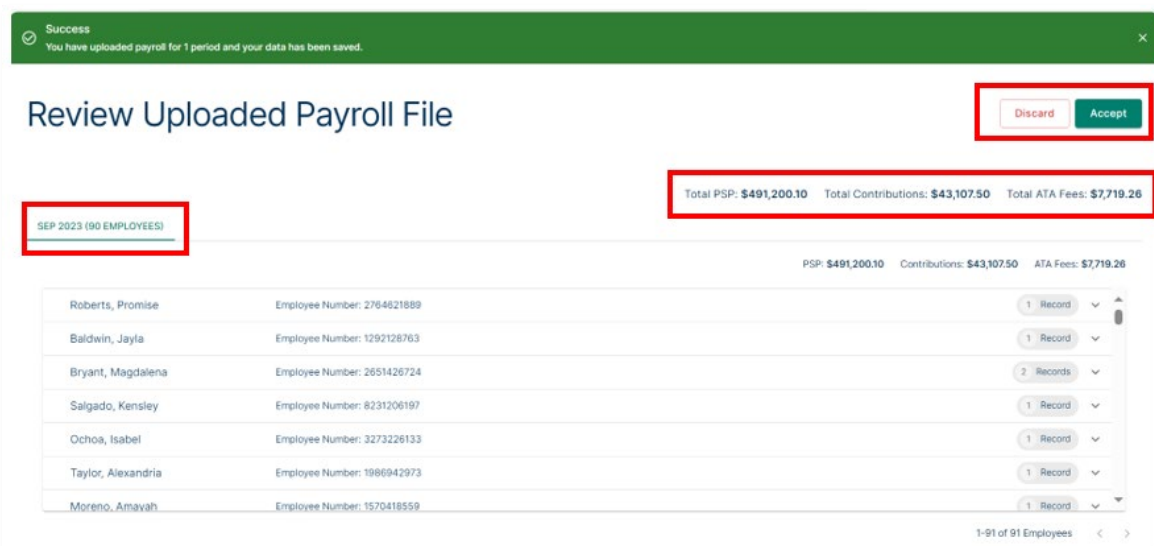 Success
You have uploaded payroll for 1 period and your data has been saved.
Review Uploaded Payroll File
Discard Accept
Total PSP: $491,200.10 Total Contributions: $43,107.50 Total ATA Fees: $7,719.26
SEP 2023 (90 EMPLOYEES)
PSP: $491,200.10 Contributions: $43,107.50 ATA Fees: $7,719.26
Roberts, Promise Employee Number: 2764621889 1 Record
Baldwin, Jayla Employee Number: 1292128763 1 Record
Bryant, Magdalena Employee Number: 2651426724 2 Records
Salgado, Kensley Employee Number: 8231206197 1 Record
Ochoa, Isabel Employee Number: 3273226133 1 Record
Taylor, Alexandria Employee Number: 1986942973 1 Record
Moreno, Amayah Employee Number: 1570418559 1 Record
1-91 of 91 Employees